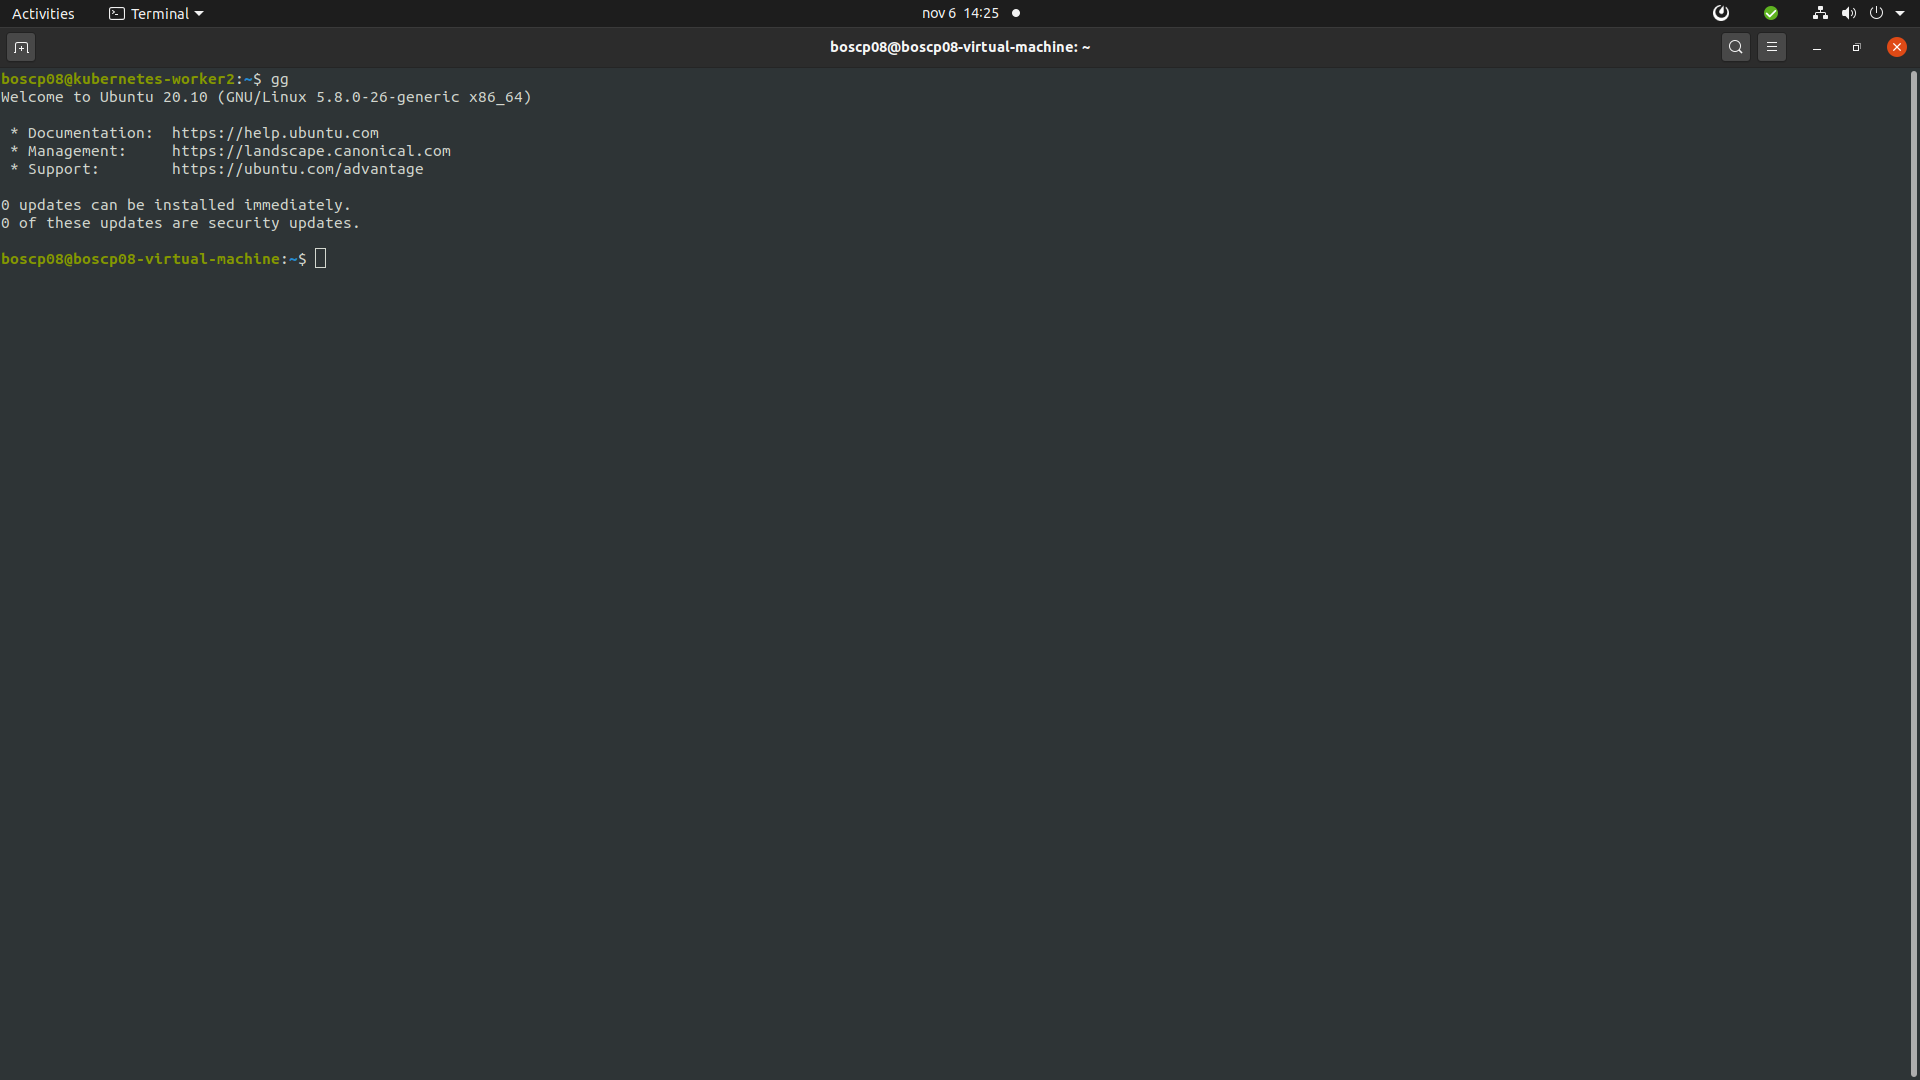 Activities Terminal nov 6 14:25
boscp08@boscp08-virtual-machine: ~
boscp08@kubernetes-worker2:~$ gg
Welcome to Ubuntu 20.10 (GNU/Linux 5.8.0-26-generic x86_64)
* Documentation: https://help.ubuntu.com
* Management: https://landscape.canonical.com
* Support: https://ubuntu.com/advantage
0 updates can be installed immediately.
0 of these updates are security updates.
boscp08@boscp08-virtual-machine:~$